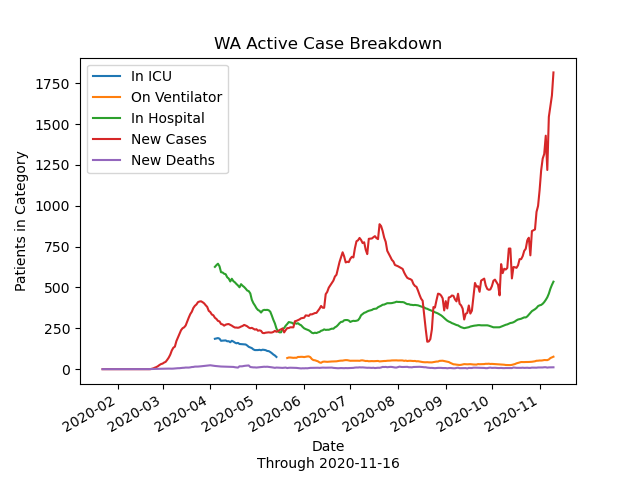 WA Active Case Breakdown
In ICU
On Ventilator
In Hospital
New Cases
New Deaths
Patients in Category
1750
1500
1250
1000
750
500
250
0
2020-02
2020-03
2020-04
2020-05
2020-06
2020-07
2020-08
2020-09
2020-10
2020-11
Date
Through 2020-11-16